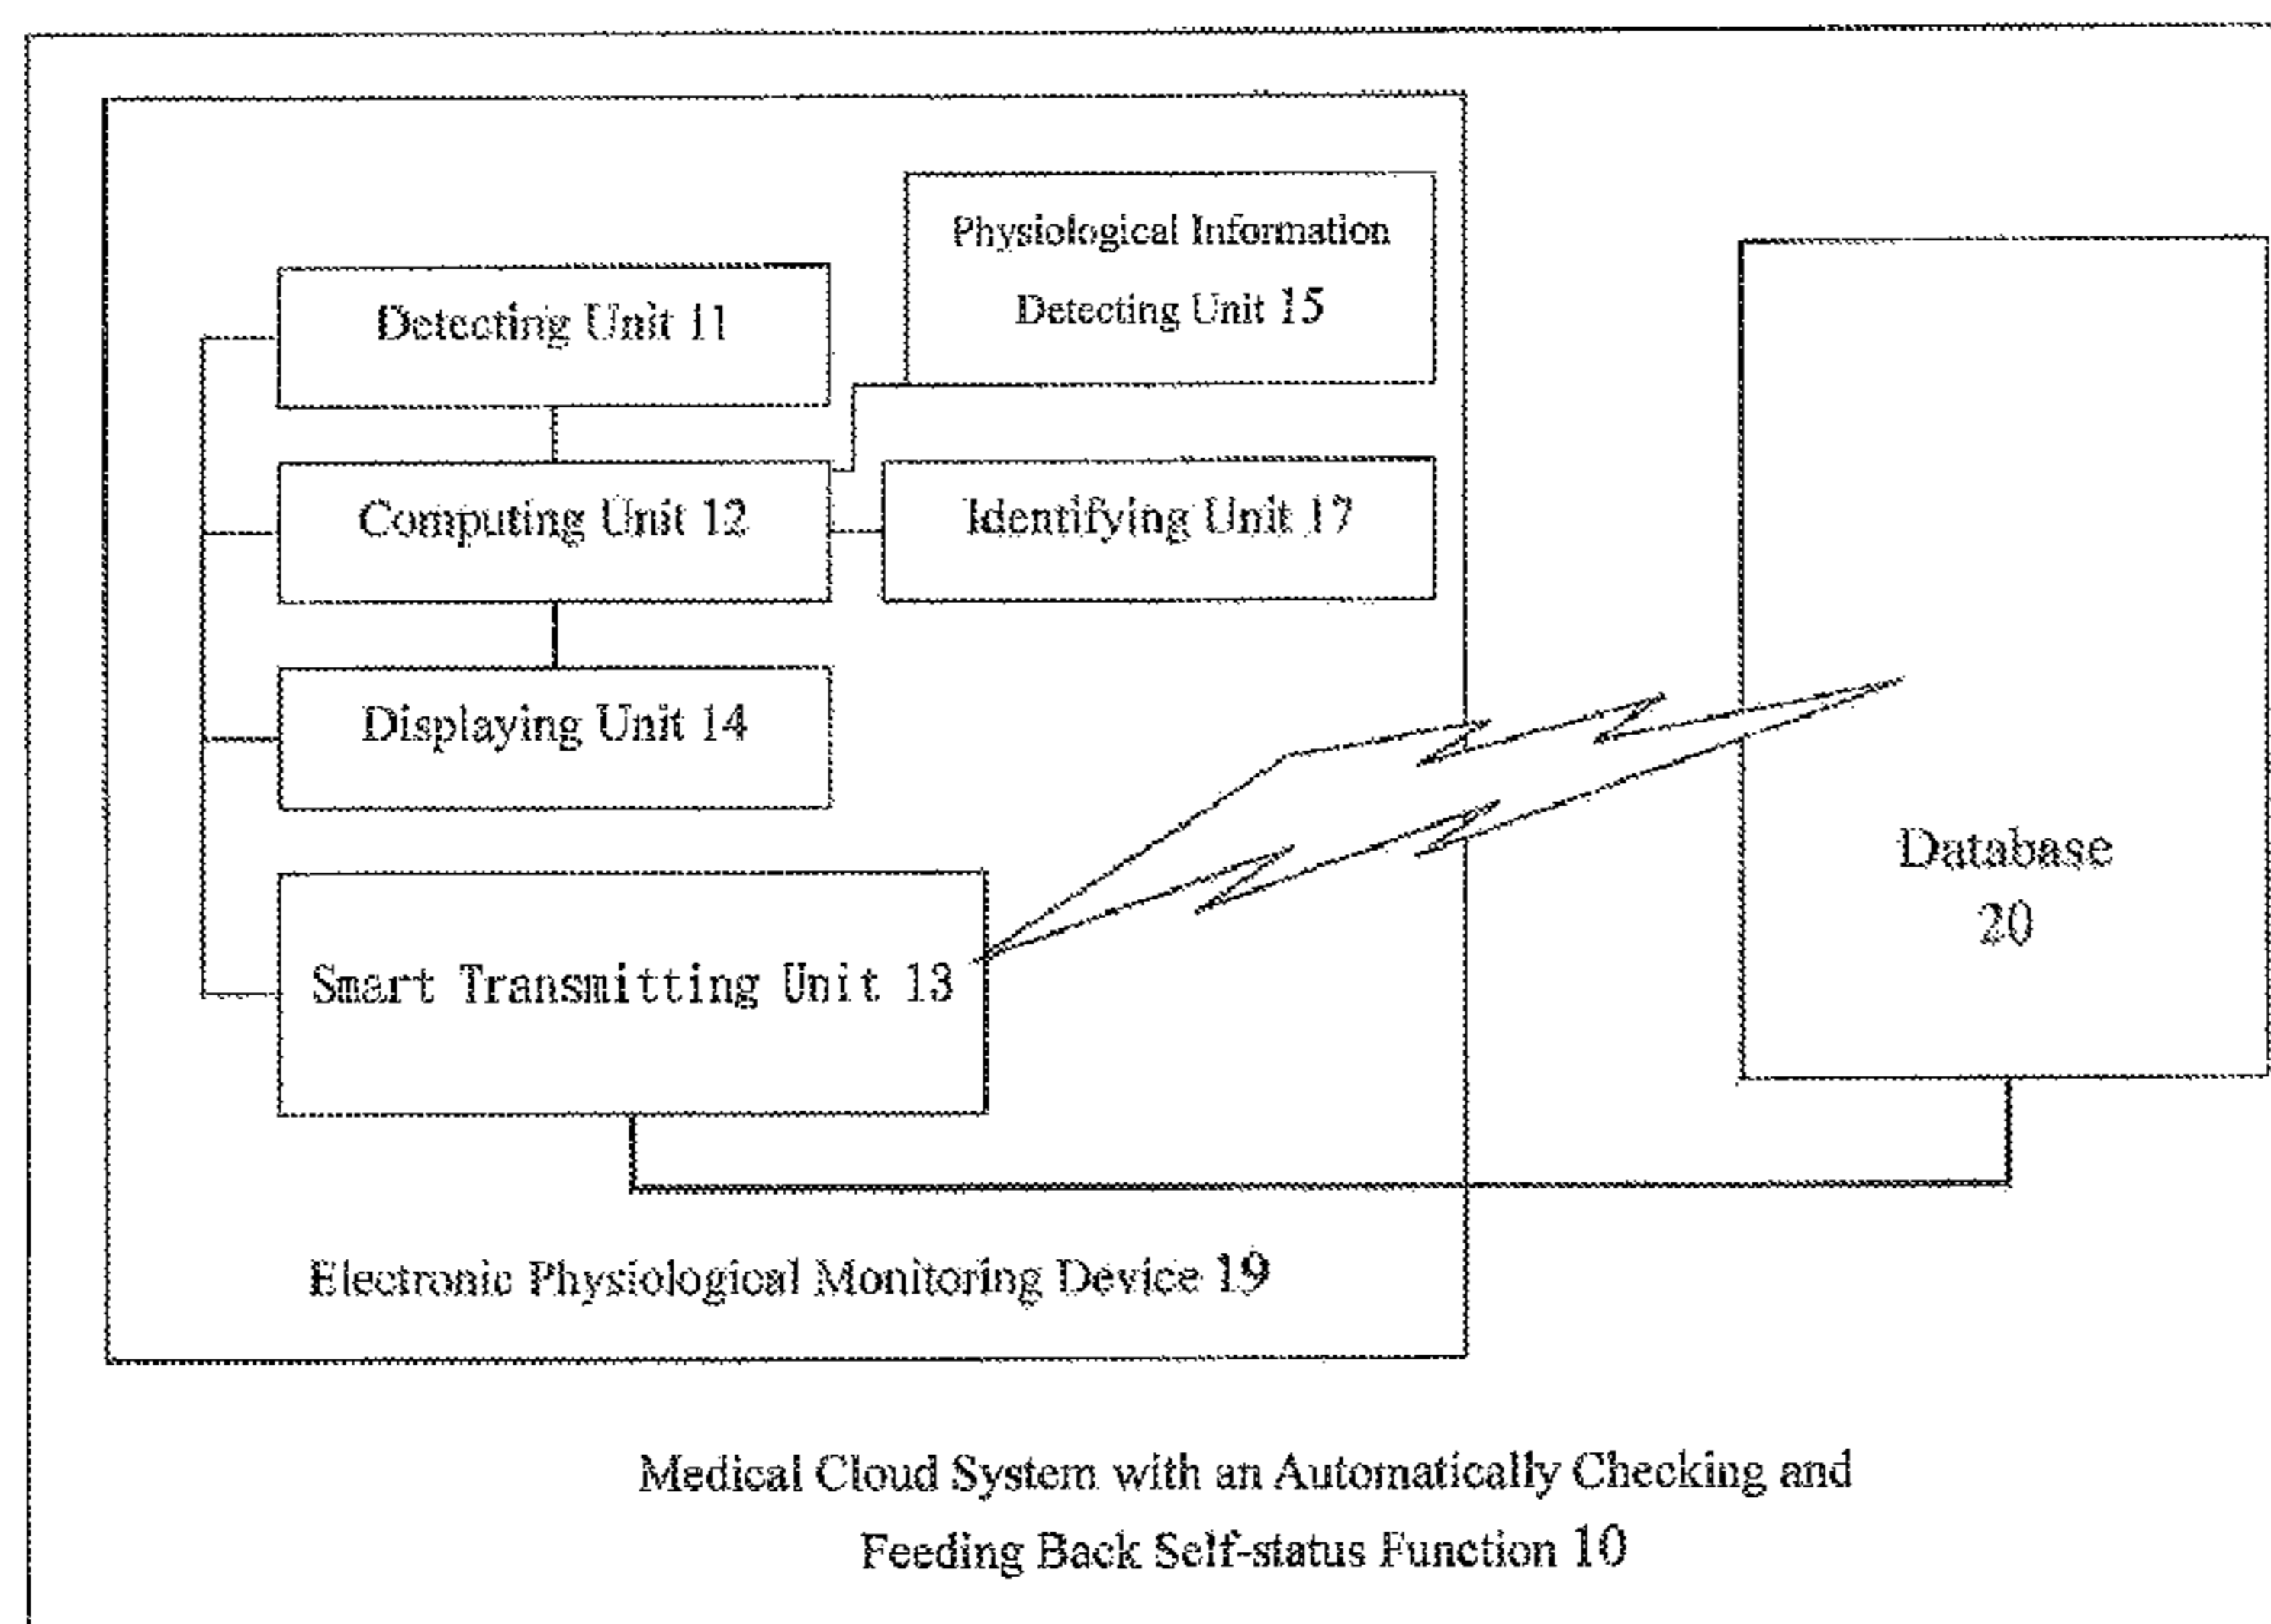 Physiological Information
Detecting Unit 15
Detecting Unit 11
Computing Unit 12
Identifying Unit 17
Displaying Unit 14
Smart Transmitting Unit 13
Database
20
Electronic Physiological Monitoring Device 19
Medical Cloud System with an Automatically Checking and
Feeding Back Self-status Function 10